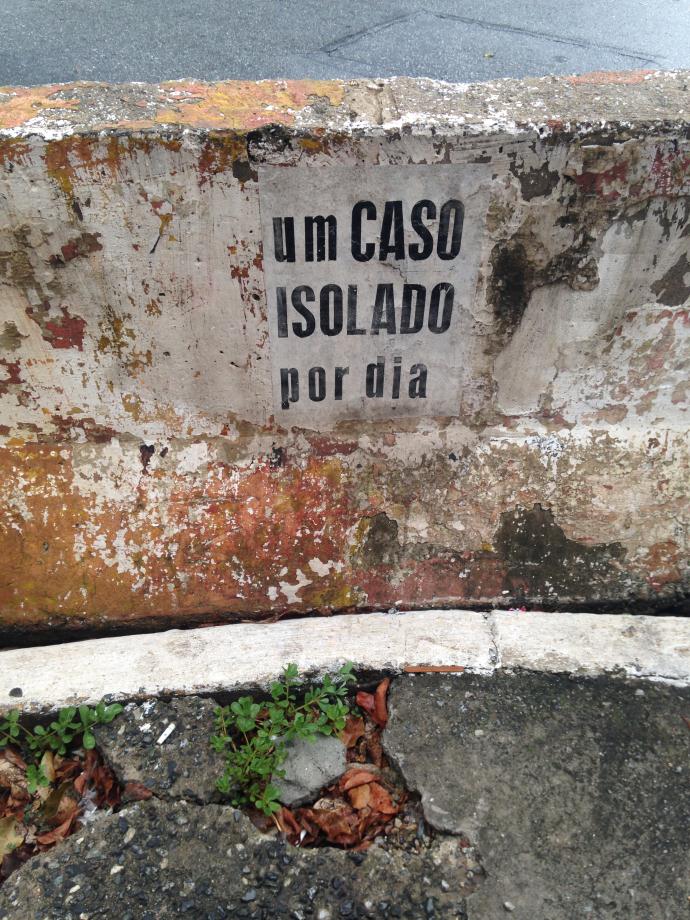 um CASO
ISOLADO
por dia